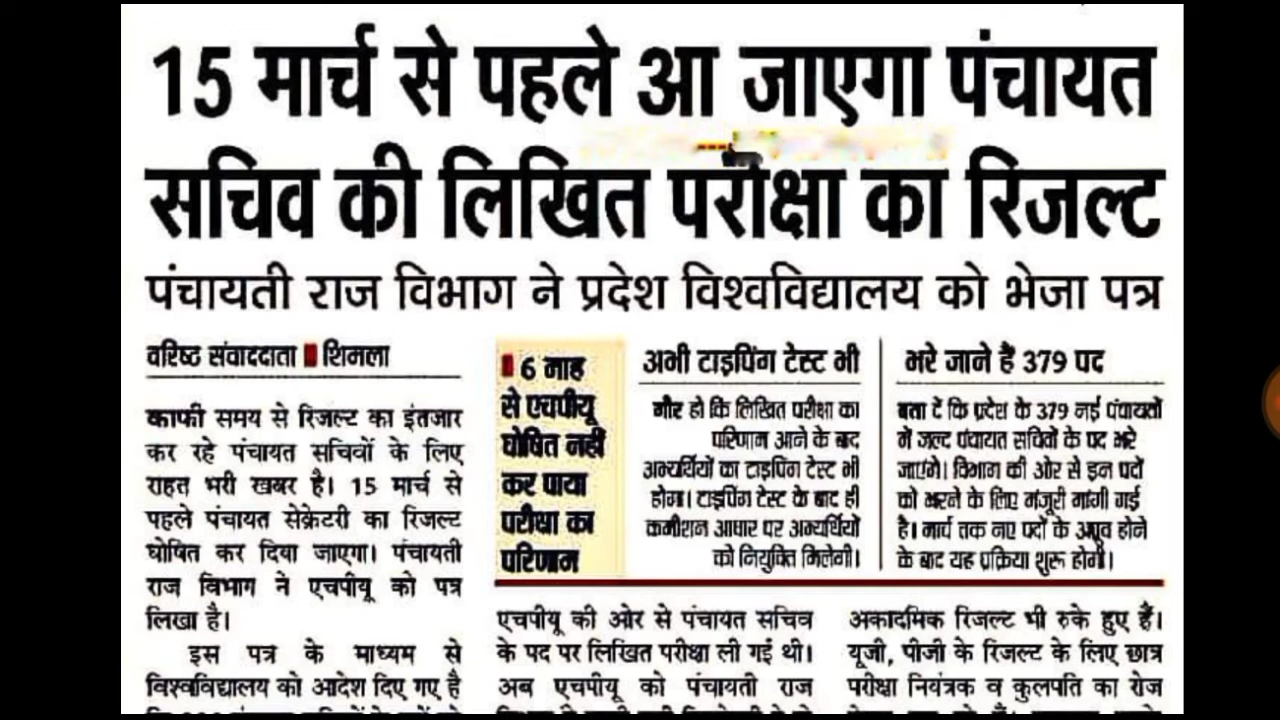 15 मार्च से पहले आ जाएगा पंचायत
सचिव की लिखित परीक्षा का रिजल्ट
पंचायती राज विभाग ने प्रदेश विश्वविद्यालय को भेजा पत्र
वरिष्ठ संवाददाता शिमला
काफी समय से रिजल्ट का इंतजार
कर रहे पंचायत सचिवों के लिए
राहत भरी खबर है। 15 मार्च से
पहले पंचायत सेक्रेटरी का रिजल्ट
घोषित कर दिया जाएगा। पंचायती
राज विभाग ने एचपीयू को पत्र
लिखा है।
इस पत्र के माध्यम से
विश्वविद्यालय को आदेश दिए गए है
6 माह
से एचपीयू
घोषित नहीं
कर पाया
परीक्षा का
परिणाम
अभी टाइपिंग टेस्ट भी
गौर हो कि लिखित परीक्षा का
परिणाम आने के बाद
अभ्यर्थियों का टाइपिंग टेस्ट भी
होगा। टाइपिंग टेस्ट के बाद ही
कमीशन आधार पर अभ्यर्थियों
को नियुक्ति मिलेगी।
भरे जाने हैं 379 पद
बता दें कि प्रदेश के 379 नई पंचायतों
में जल्द पंचायत सचिवों के पद भरे
जाएंगे। विभाग की ओर से इन पदों
को भरने के लिए मंजूरी मांगी गई
है। मार्च तक नए पदों के अप्रूव होने
के बाद यह प्रक्रिया शुरू होगी।
एचपीयू की ओर से पंचायत सचिव
के पद पर लिखित परीक्षा ली गई थी।
अब एचपीयू को पंचायती राज
अकादमिक रिजल्ट भी रुके हुए हैं।
यूजी, पीजी के रिजल्ट के लिए छात्र
परीक्षा नियंत्रक व कुलपति का रोज